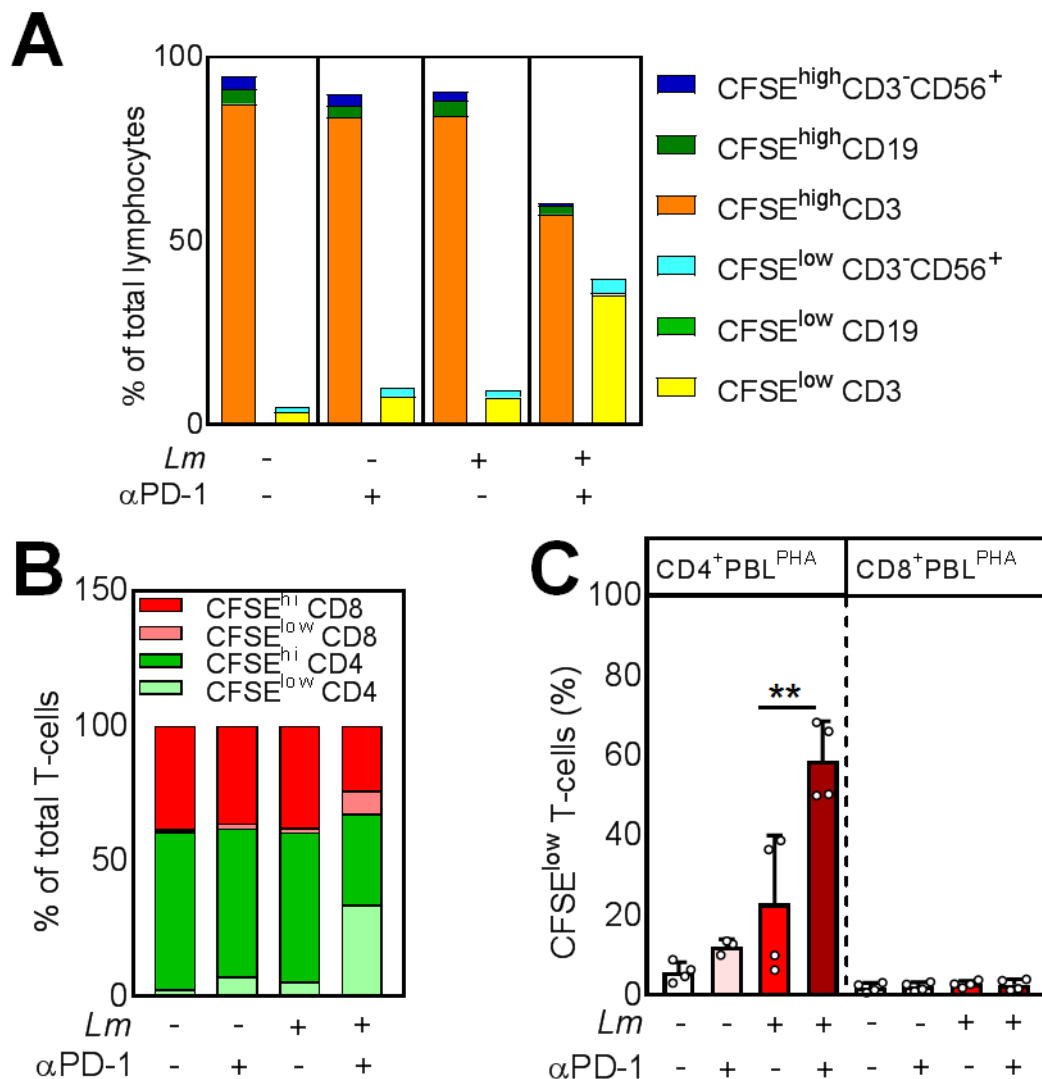 A
100
50
0
% of total lymphocytes
CFSEhighCD3-CD56+
CFSEhighCD19
CFSEhighCD3
CFSElow CD3-CD56+
CFSElow CD19
CFSElow CD3
Lm - - + +
αPD-1 - + - +
B
150
100
50
0
% of total T-cells
CFSEhi CD8
CFSElow CD8
CFSEhi CD4
CFSElow CD4
Lm - - + +
αPD-1 - + - +
C
CD4+PBLPHA CD8+PBLPHA
100
80
60
40
20
0
CFSElow T-cells (%)
**
Lm - - + + - - + +
αPD-1 - + - + - + - +